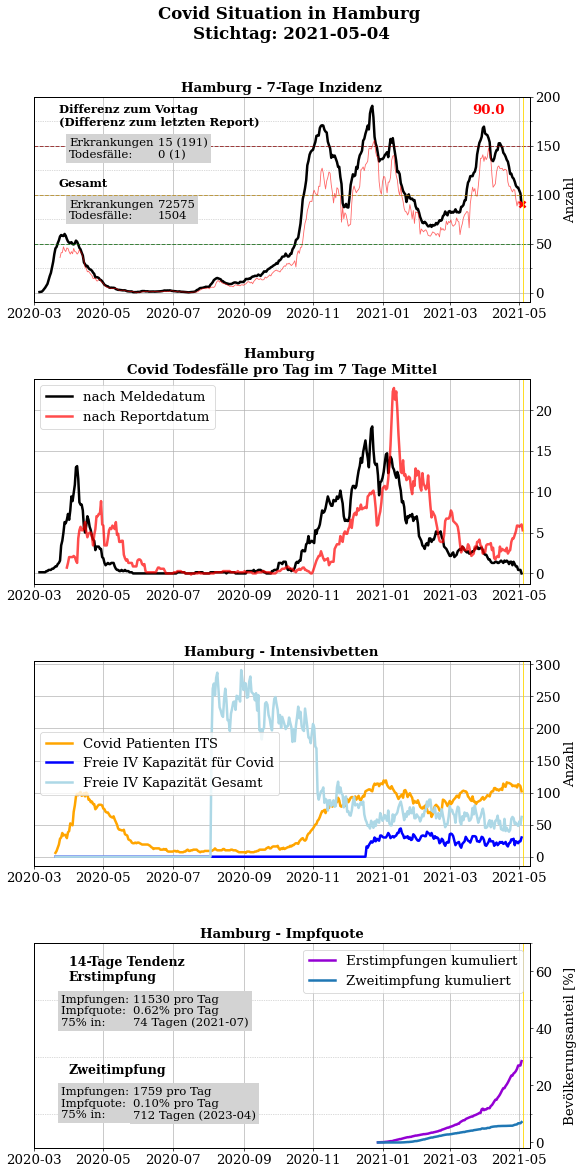 Covid Situation in Hamburg
Stichtag: 2021-05-04
Hamburg - 7-Tage Inzidenz
Differenz zum Vortag
(Differenz zum letzten Report)
Erkrankungen 15 (191)
Todesfälle: 0 (1)
Gesamt
Erkrankungen 72575
Todesfälle: 1504
90.0
200
150
100
50
0
Anzahl
2020-03 2020-05 2020-07 2020-09 2020-11 2021-01 2021-03 2021-05
Hamburg
Covid Todesfälle pro Tag im 7 Tage Mittel
nach Meldedatum
nach Reportdatum
20
15
10
5
0
2020-03 2020-05 2020-07 2020-09 2020-11 2021-01 2021-03 2021-05
Hamburg - Intensivbetten
Covid Patienten ITS
Freie IV Kapazität für Covid
Freie IV Kapazität Gesamt
300
250
200
150
100
50
0
Anzahl
2020-03 2020-05 2020-07 2020-09 2020-11 2021-01 2021-03 2021-05
Hamburg - Impfquote
14-Tage Tendenz
Erstimpfung
Impfungen: 11530 pro Tag
Impfquote: 0.62% pro Tag
75% in: 74 Tagen (2021-07)
Zweitimpfung
Impfungen: 1759 pro Tag
Impfquote: 0.10% pro Tag
75% in: 712 Tagen (2023-04)
Erstimpfungen kumuliert
Zweitimpfung kumuliert
60
40
20
0
Bevölkerungsanteil [%]
2020-03 2020-05 2020-07 2020-09 2020-11 2021-01 2021-03 2021-05